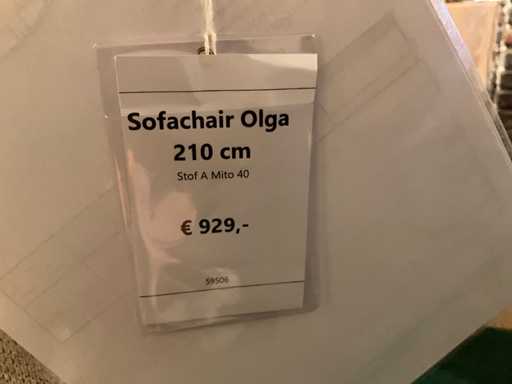 Sofachair Olga
210 cm
Stof A Mito 40
€ 929,-
59506